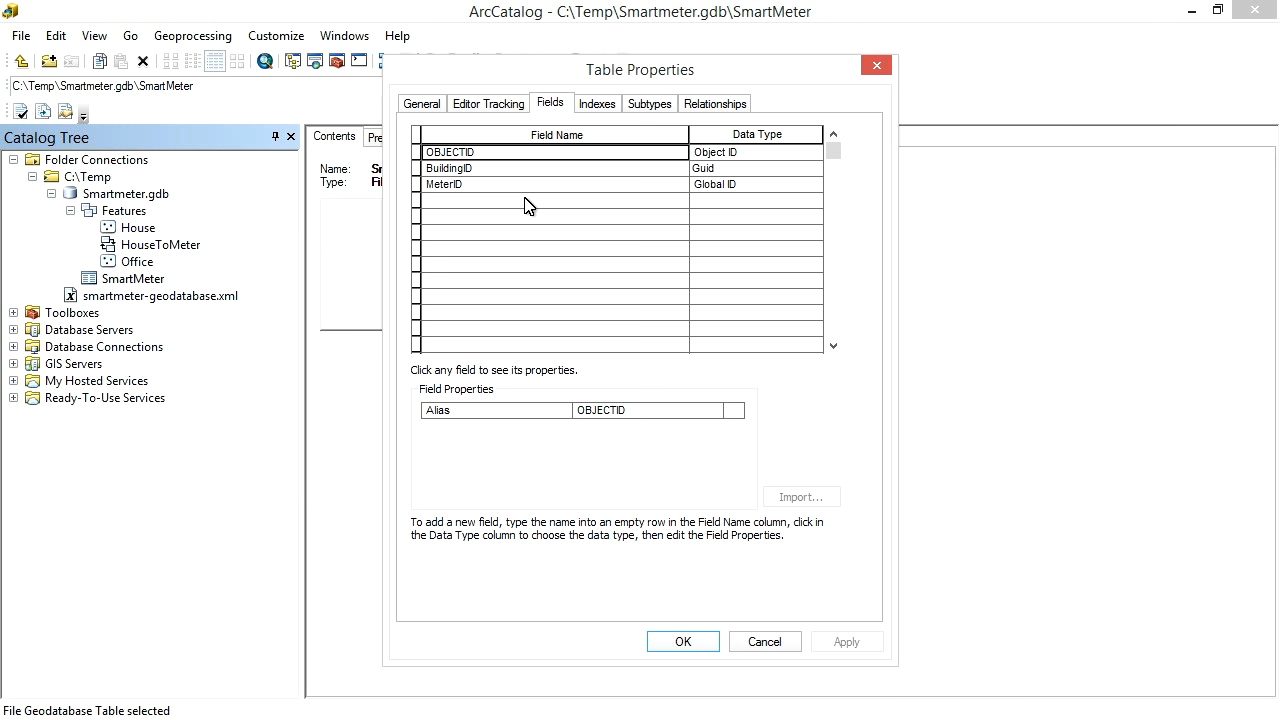 ArcCatalog - C:\Temp\Smartmeter.gdb\SmartMeter
File Edit View Go Geoprocessing Customize Windows Help
C:\Temp\Smartmeter.gdb\SmartMeter
Catalog Tree
Folder Connections
C:\Temp
Smartmeter.gdb
Features
House
HouseToMeter
Office
SmartMeter
smartmeter-geodatabase.xml
Toolboxes
Database Servers
Database Connections
GIS Servers
My Hosted Services
Ready-To-Use Services
Contents Pre
Name: Sr
Type: Fi
Table Properties
General Editor Tracking Fields Indexes Subtypes Relationships
Field Name Data Type
OBJECTID Object ID
BuildingID Guid
MeterID Global ID
Click any field to see its properties.
Field Properties
Alias OBJECTID
Import...
To add a new field, type the name into an empty row in the Field Name column, click in
the Data Type column to choose the data type, then edit the Field Properties.
OK Cancel Apply
File Geodatabase Table selected